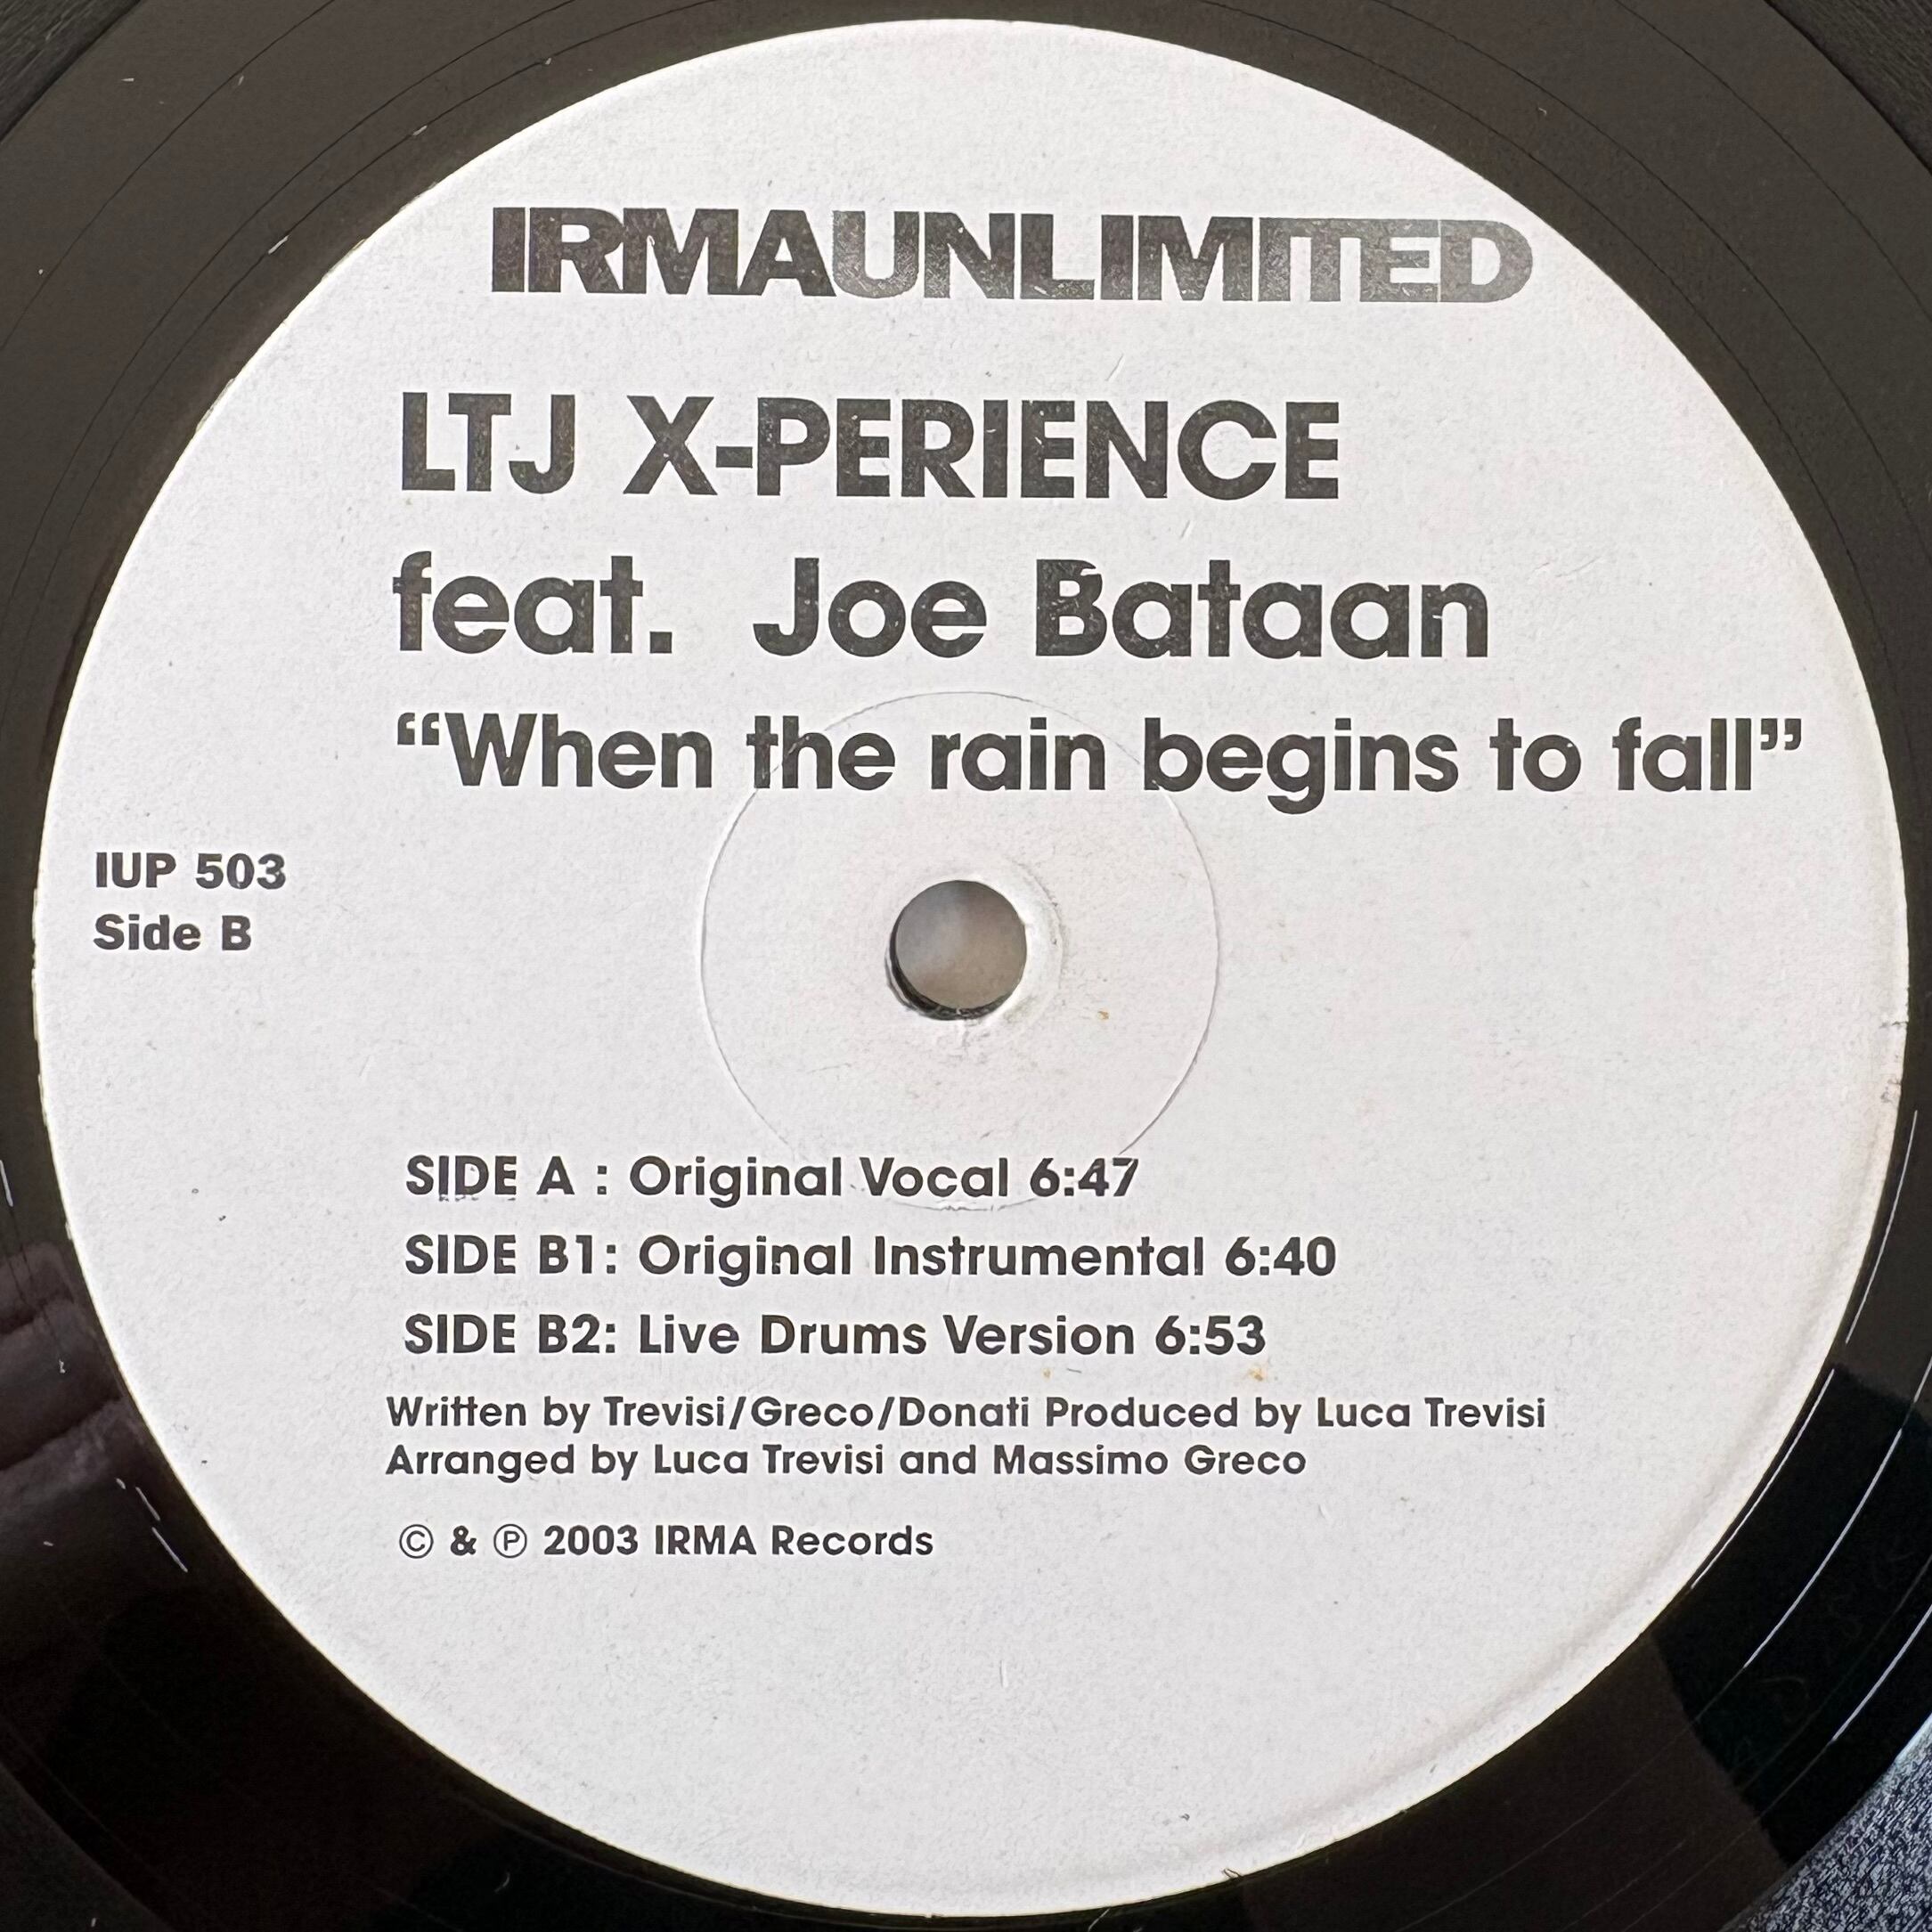 IRMAUNLIMITED
LTJ X-PERIENCE
feat. Joe Bataan
“When the rain begins to fall”
IUP 503
Side B
SIDE A : Original Vocal 6:47
SIDE B1: Original Instrumental 6:40
SIDE B2: Live Drums Version 6:53
Written by Trevisi/Greco/Donati Produced by Luca Trevisi
Arranged by Luca Trevisi and Massimo Greco
© & ℗ 2003 IRMA Records